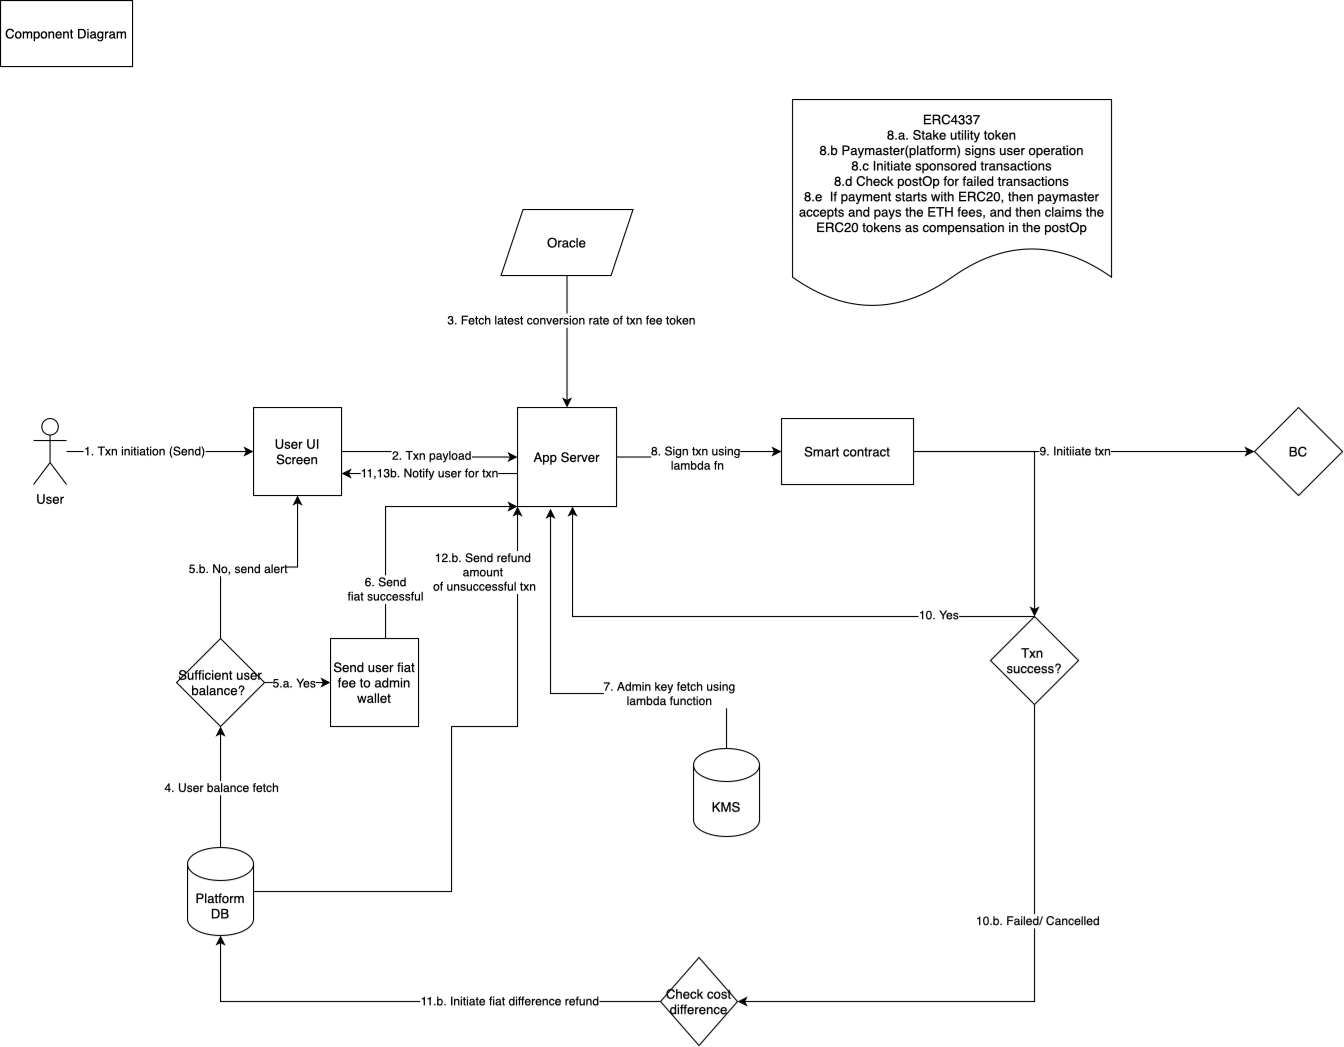 Component Diagram
ERC4337
8.a. Stake utility token
8.b Paymaster(platform) signs user operation
8.c Initiate sponsored transactions
8.d Check postOp for failed transactions
8.e  If payment starts with ERC20, then paymaster
accepts and pays the ETH fees, and then claims the
ERC20 tokens as compensation in the postOp
Oracle
3. Fetch latest conversion rate of txn fee token
User
1. Txn initiation (Send)
User UI
Screen
2. Txn payload
11,13b. Notify user for txn
App Server
8. Sign txn using
lambda fn
Smart contract
9. Initiiate txn
BC
5.b. No, send alert
6. Send
fiat successful
12.b. Send refund
amount
of unsuccessful txn
10. Yes
Txn
success?
Sufficient user
balance?
5.a. Yes
Send user fiat
fee to admin
wallet
7. Admin key fetch using
lambda function
4. User balance fetch
KMS
Platform
DB
10.b. Failed/ Cancelled
11.b. Initiate fiat difference refund
Check cost
difference